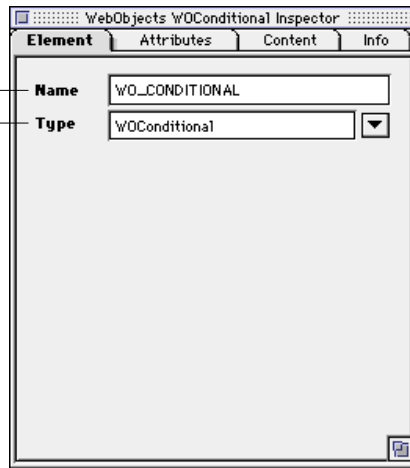 WebObjects WOConditional Inspector
Element Attributes Content Info
Name WO_CONDITIONAL
Type WOConditional